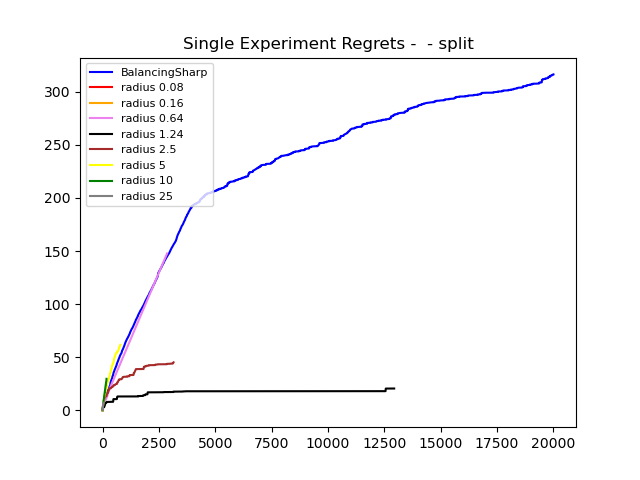 Single Experiment Regrets -  - split
BalancingSharp
radius 0.08
radius 0.16
radius 0.64
radius 1.24
radius 2.5
radius 5
radius 10
radius 25
300
250
200
150
100
50
0
0 2500 5000 7500 10000 12500 15000 17500 20000